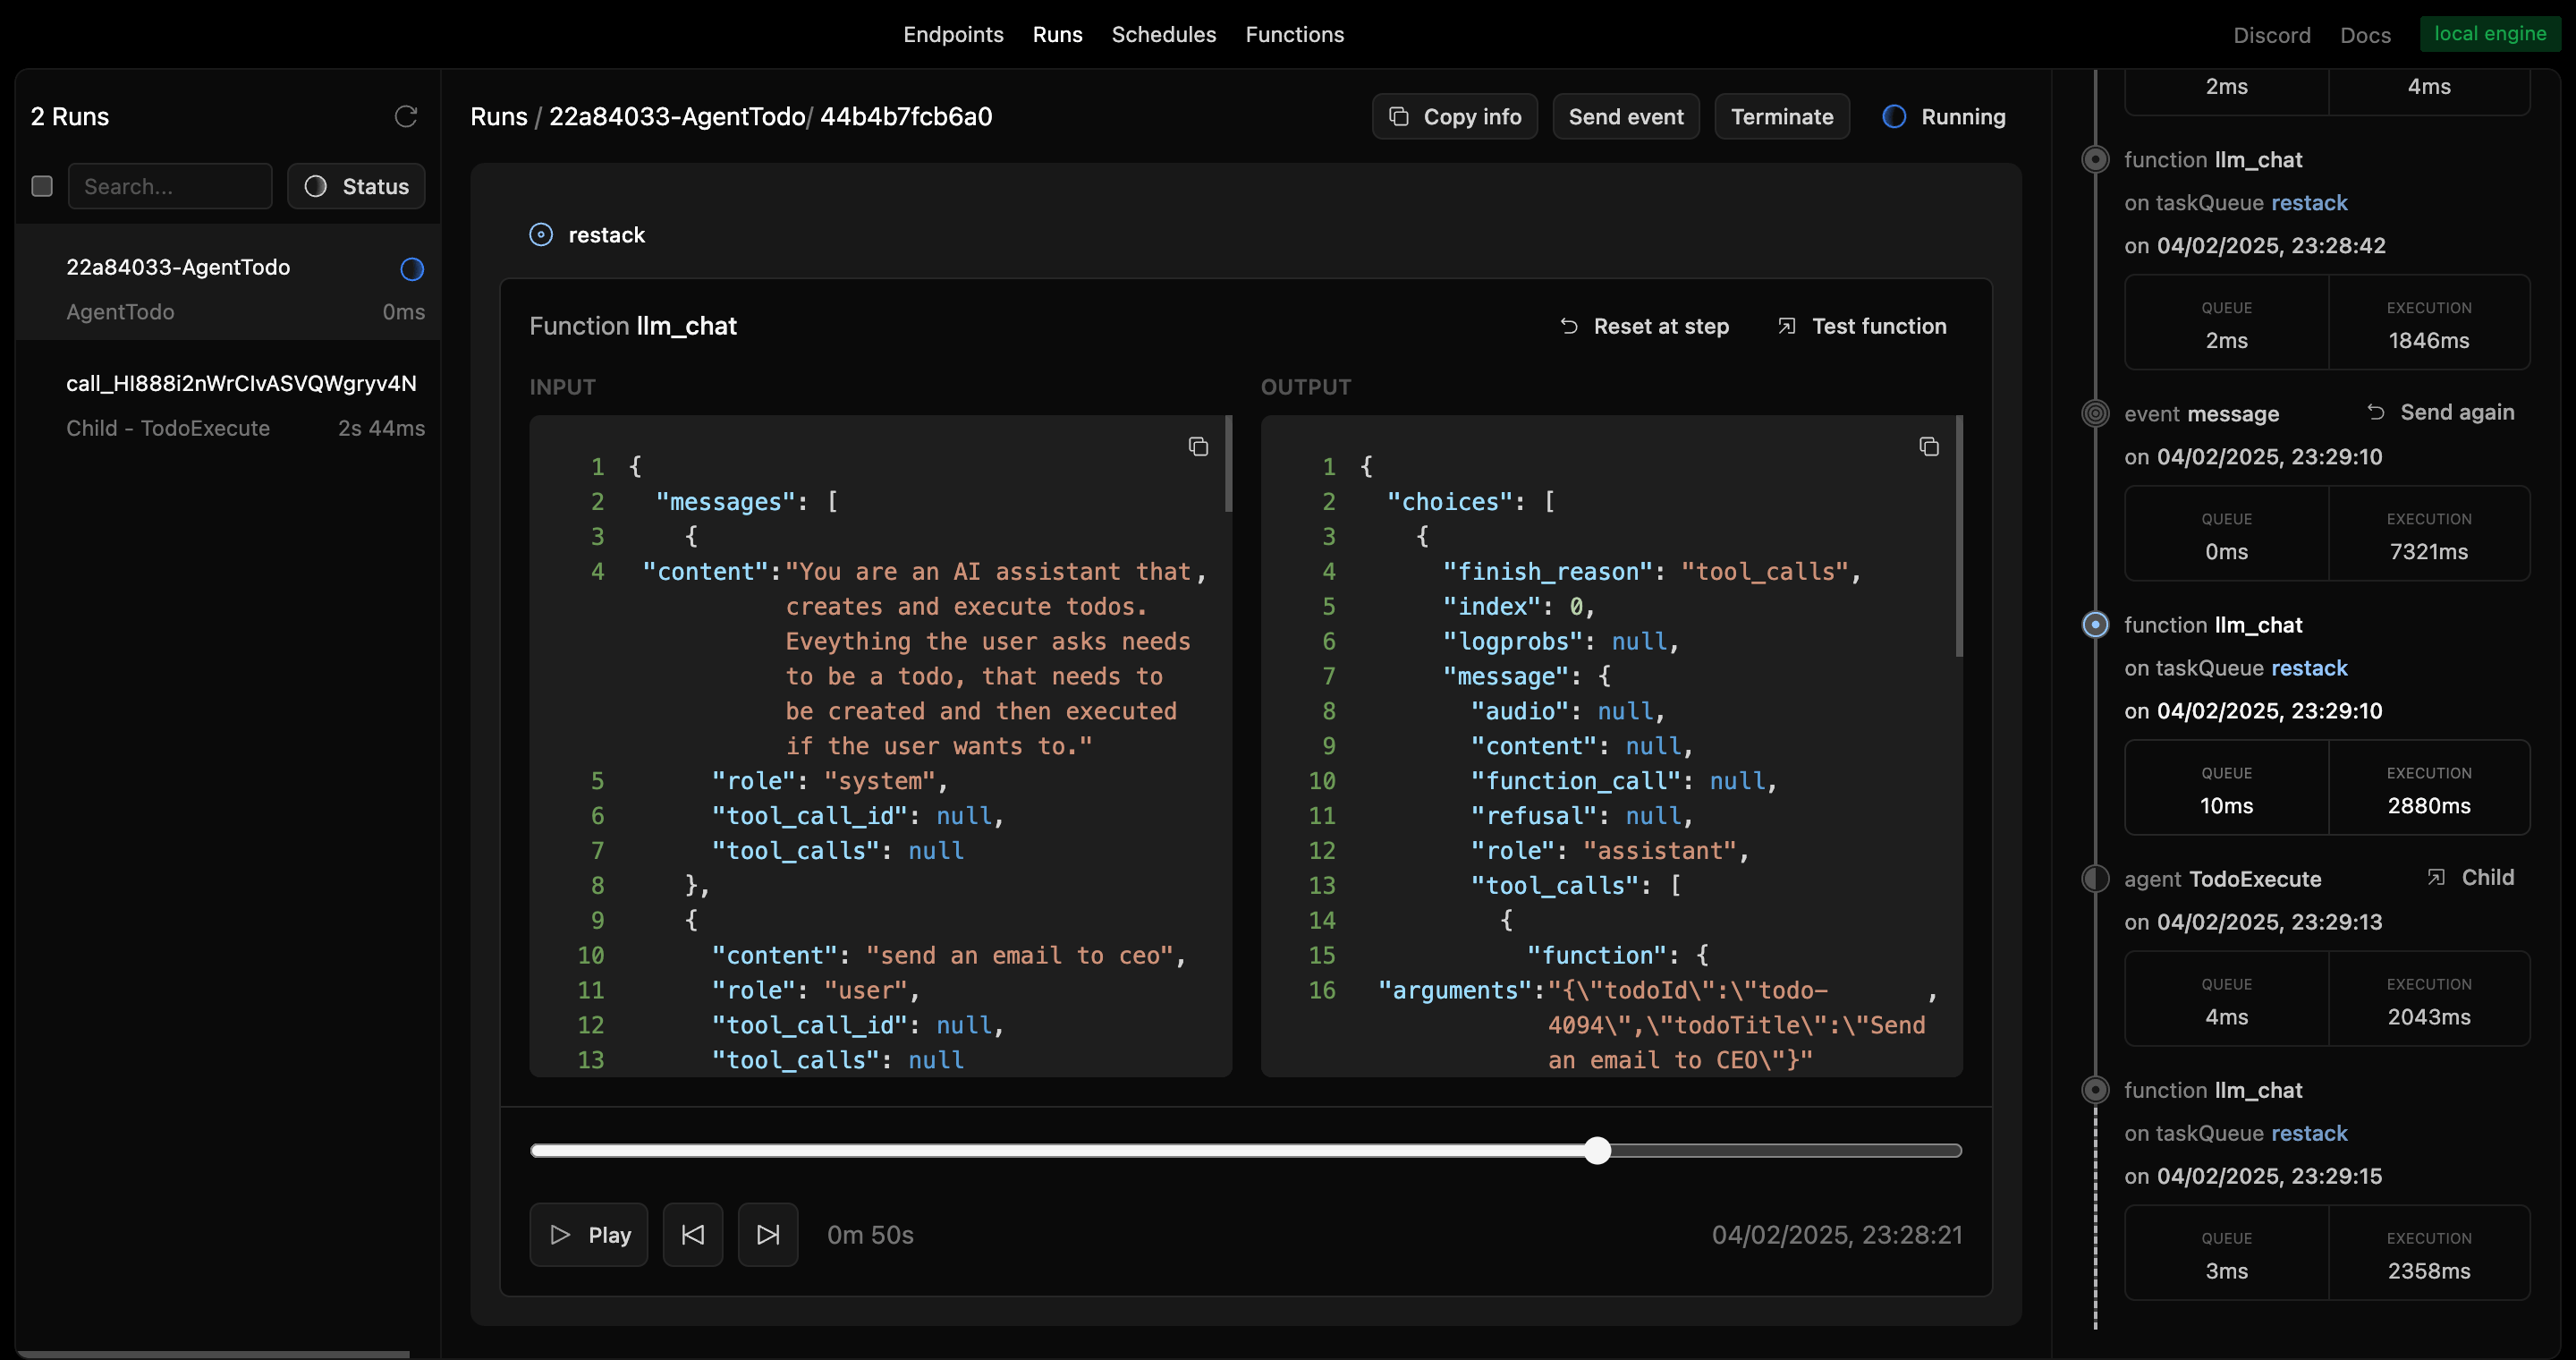 Endpoints Runs Schedules Functions
Discord Docs local engine
2 Runs
Search...
Status
22a84033-AgentTodo
AgentTodo 0ms
call_HI888i2nWrCIvASVQWgryv4N
Child - TodoExecute 2s 44ms
Runs / 22a84033-AgentTodo/ 44b4b7fcb6a0
Copy info
Send event
Terminate
Running
restack
Function llm_chat
Reset at step
Test function
INPUT
1 {
2 "messages": [
3 {
4 "content":"You are an AI assistant that,
creates and execute todos.
Eveything the user asks needs
to be a todo, that needs to
be created and then executed
if the user wants to."
5 "role": "system",
6 "tool_call_id": null,
7 "tool_calls": null
8 },
9 {
10 "content": "send an email to ceo",
11 "role": "user",
12 "tool_call_id": null,
13 "tool_calls": null
OUTPUT
1 {
2 "choices": [
3 {
4 "finish_reason": "tool_calls",
5 "index": 0,
6 "logprobs": null,
7 "message": {
8 "audio": null,
9 "content": null,
10 "function_call": null,
11 "refusal": null,
12 "role": "assistant",
13 "tool_calls": [
14 {
15 "function": {
16 "arguments":"{\"todoId\":\"todo- ,
4094\",\"todoTitle\":\"Send
an email to CEO\"}"
Play
0m 50s
04/02/2025, 23:28:21
2ms 4ms
function llm_chat
on taskQueue restack
on 04/02/2025, 23:28:42
QUEUE EXECUTION
2ms 1846ms
event message Send again
on 04/02/2025, 23:29:10
QUEUE EXECUTION
0ms 7321ms
function llm_chat
on taskQueue restack
on 04/02/2025, 23:29:10
QUEUE EXECUTION
10ms 2880ms
agent TodoExecute Child
on 04/02/2025, 23:29:13
QUEUE EXECUTION
4ms 2043ms
function llm_chat
on taskQueue restack
on 04/02/2025, 23:29:15
QUEUE EXECUTION
3ms 2358ms